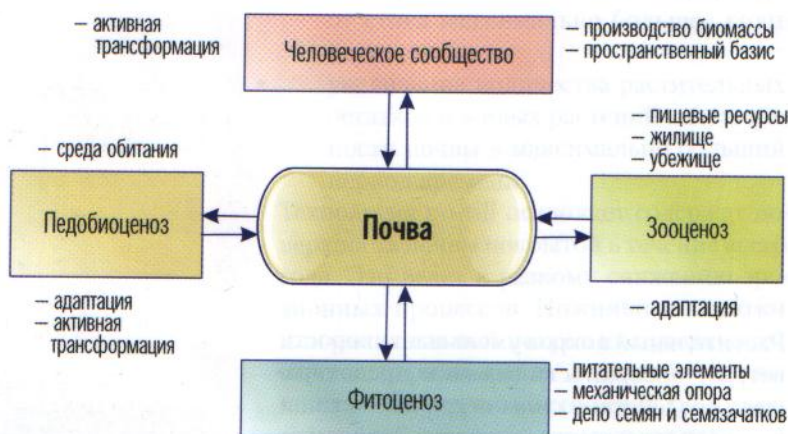 – активная
трансформация
Человеческое сообщество
– производство биомассы
– пространственный базис
– пищевые ресурсы
– жилище
– убежище
– среда обитания
Педобиоценоз
Почва
Зооценоз
– адаптация
– активная
трансформация
– адаптация
Фитоценоз
– питательные элементы
– механическая опора
– депо семян и семязачатков